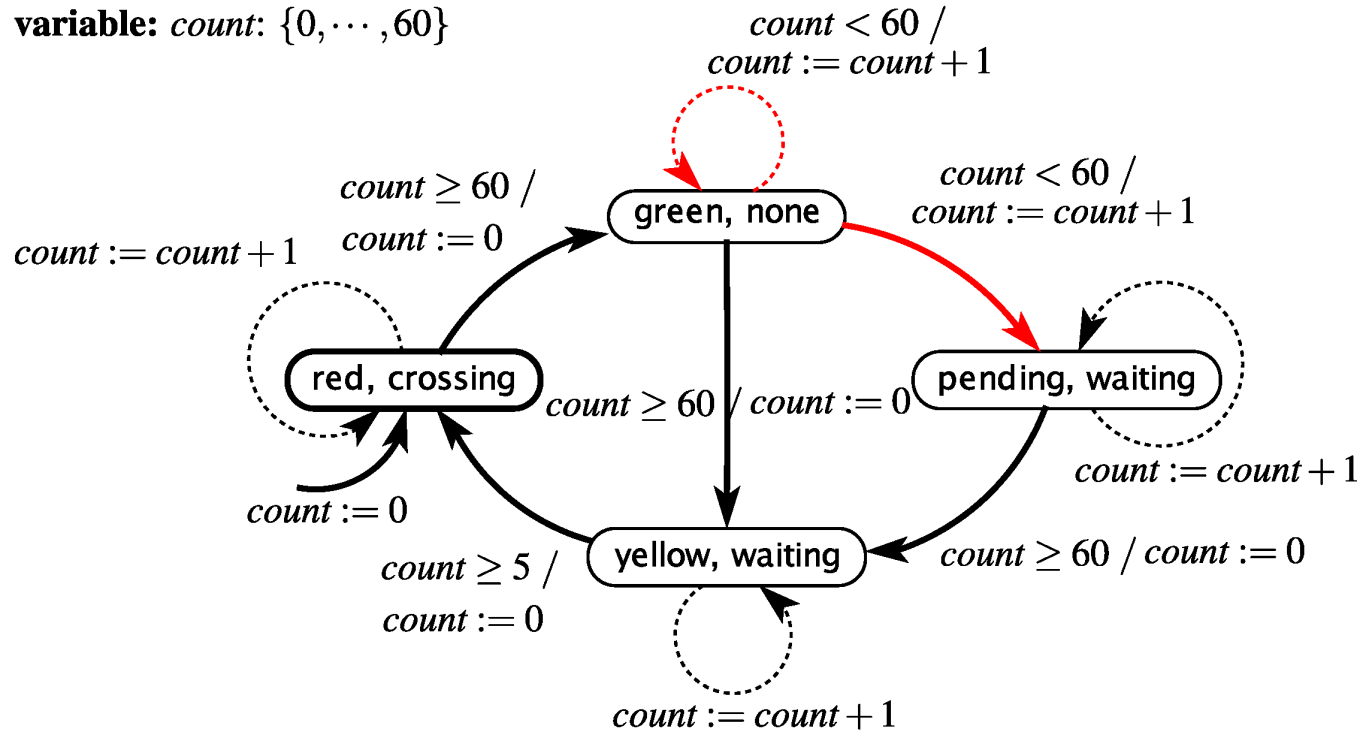 variable: count: {0, ⋯ , 60}
count < 60 /
count := count + 1
count ≥ 60 /
count := 0
green, none
count < 60 /
count := count + 1
count := count + 1
red, crossing
count ≥ 60 / count := 0
pending, waiting
count := count + 1
count := 0
count ≥ 5 /
count := 0
yellow, waiting
count ≥ 60 / count := 0
count := count + 1